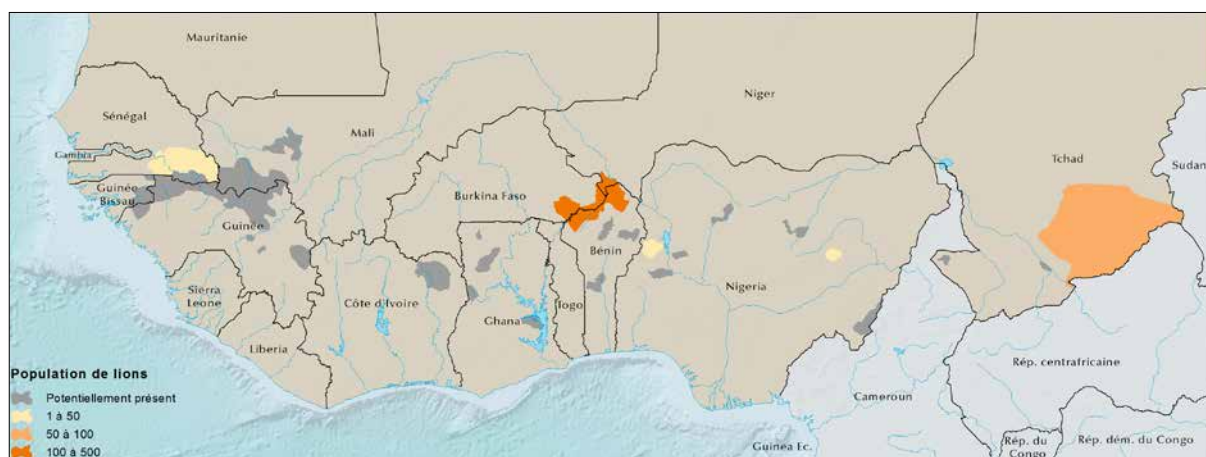 Mauritanie
Niger
Sénégal
Mali
Tchad
Sudan
Gambia
Guinée
Bissau
Burkina Faso
Guinée
Bénin
Nigeria
Sierra
Leone
Côte d'Ivoire
Ghana
Togo
Liberia
Rép. centrafricaine
Cameroun
Guinea Ec.
Rép. du
Congo
Rép. dém. du Congo
Population de lions
Potentiellement présent
1 à 50
50 à 100
100 à 500